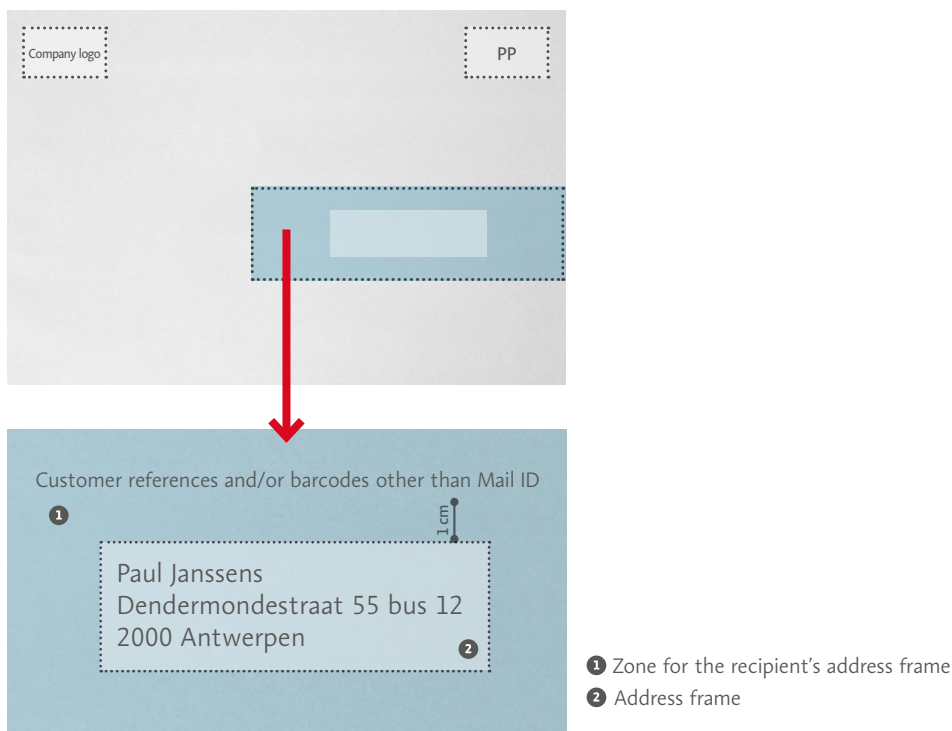 Company logo
PP
Customer references and/or barcodes other than Mail ID
1
1 cm
Paul Janssens
Dendermondestraat 55 bus 12
2000 Antwerpen
2
1 Zone for the recipient's address frame
2 Address frame